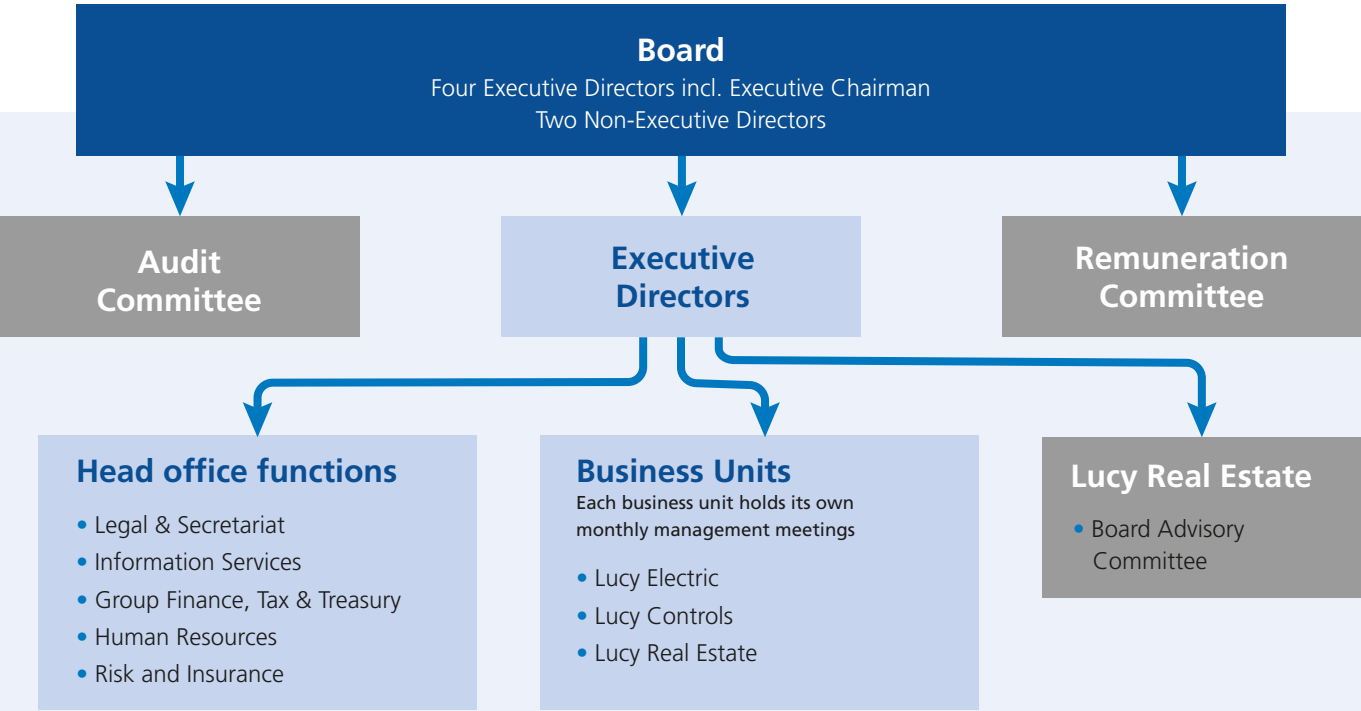 Board
Four Executive Directors incl. Executive Chairman
Two Non-Executive Directors
Audit
Committee
Executive
Directors
Remuneration
Committee
Head office functions
• Legal & Secretariat
• Information Services
• Group Finance, Tax & Treasury
• Human Resources
• Risk and Insurance
Business Units
Each business unit holds its own
monthly management meetings
• Lucy Electric
• Lucy Controls
• Lucy Real Estate
Lucy Real Estate
• Board Advisory
Committee